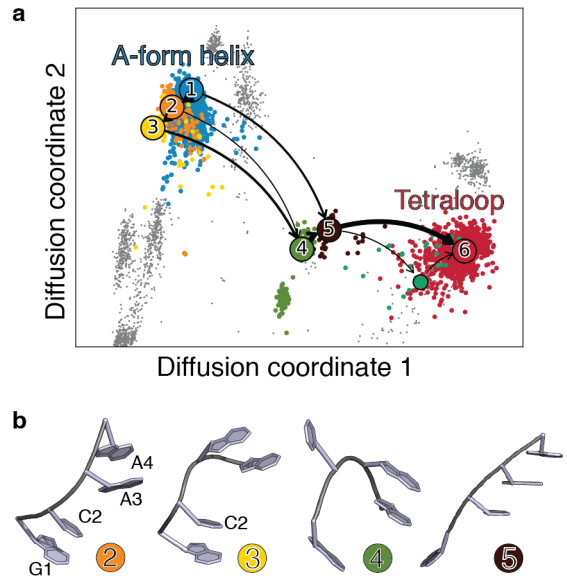 a
A-form helix
1
2
3
Tetraloop
5
4
6
Diffusion coordinate 2
Diffusion coordinate 1
b
A4
A3
C2
G1
2
C2
3
4
5